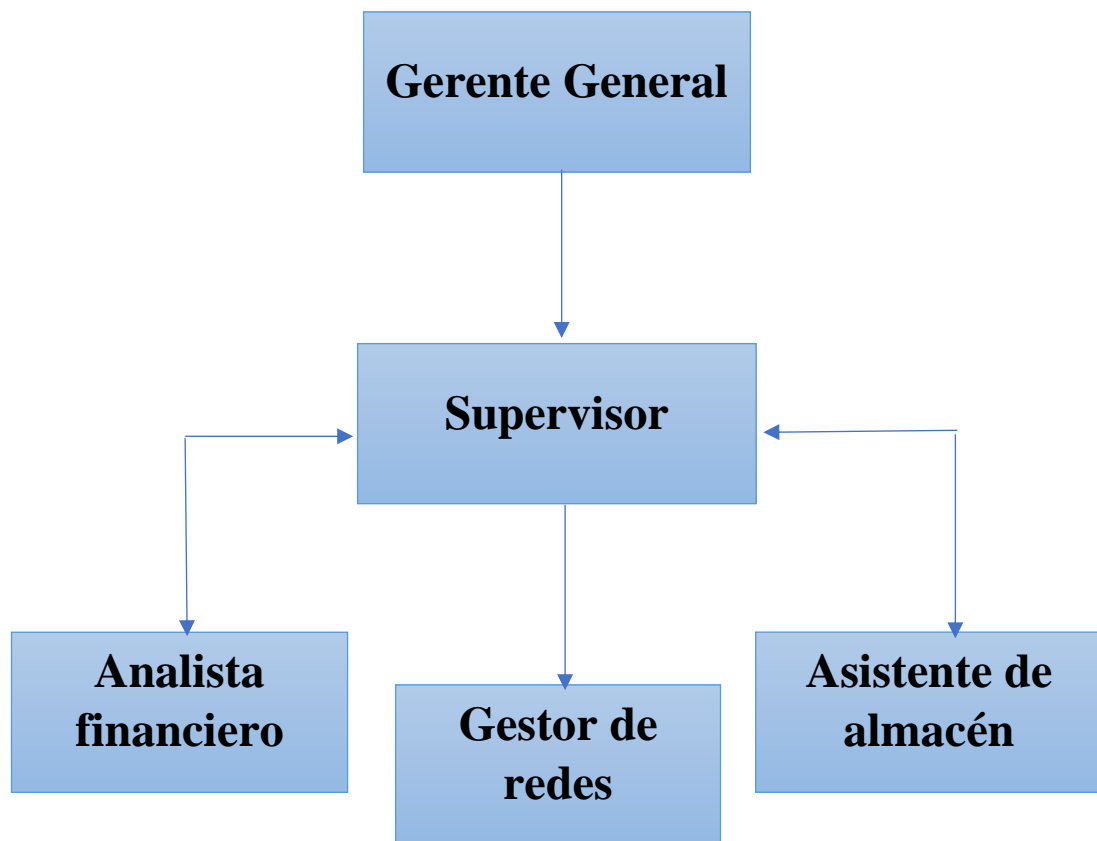 Gerente General
Supervisor
Analista
financiero
Gestor de
redes
Asistente de
almacén